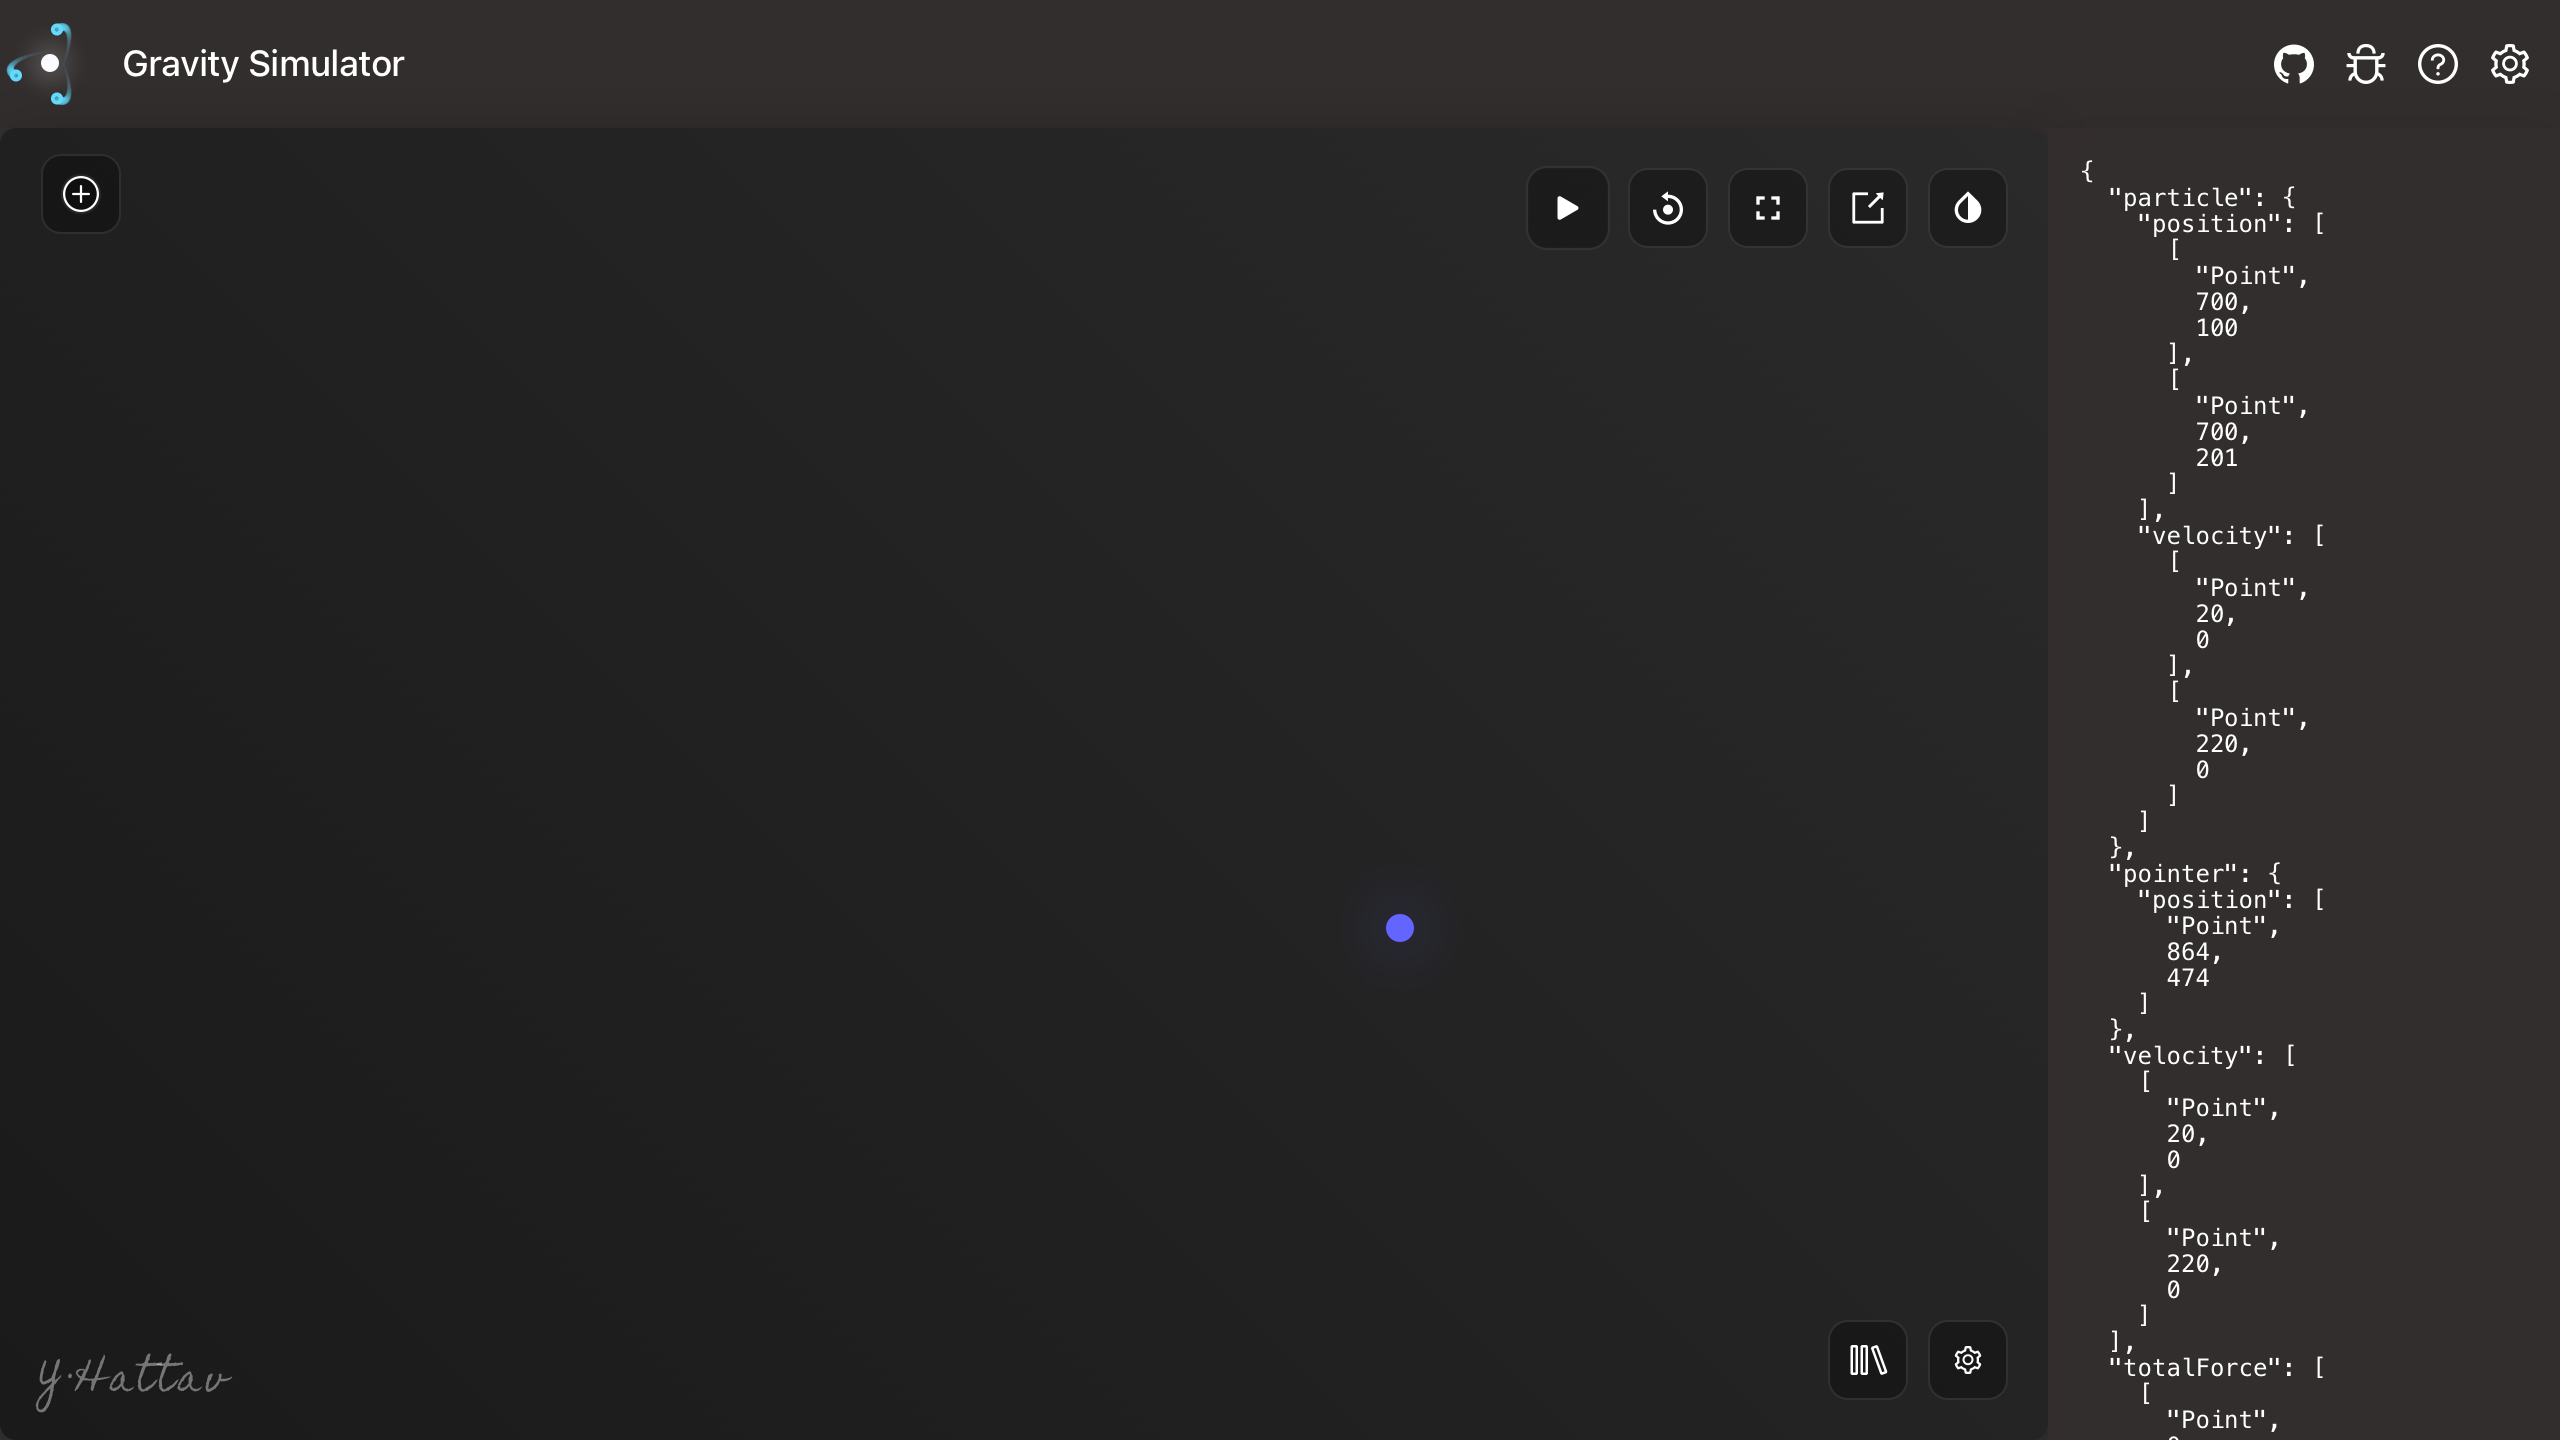 Gravity Simulator
{
"particle": {
"position": [
[
"Point",
700,
100
],
[
"Point",
700,
201
]
],
"velocity": [
[
"Point",
20,
0
],
[
"Point",
220,
0
]
]
},
"pointer": {
"position": [
"Point",
864,
474
]
},
"velocity": [
[
"Point",
20,
0
],
[
"Point",
220,
0
]
],
"totalForce": [
[
"Point",
y.Hattav